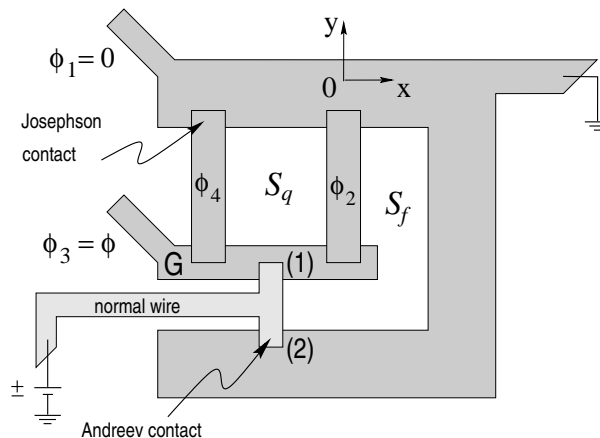 y
ϕ1 = 0
0
x
Josephson
contact
ϕ4
Sq
ϕ2
Sf
ϕ3 = ϕ
G
(1)
normal wire
(2)
±
Andreev contact